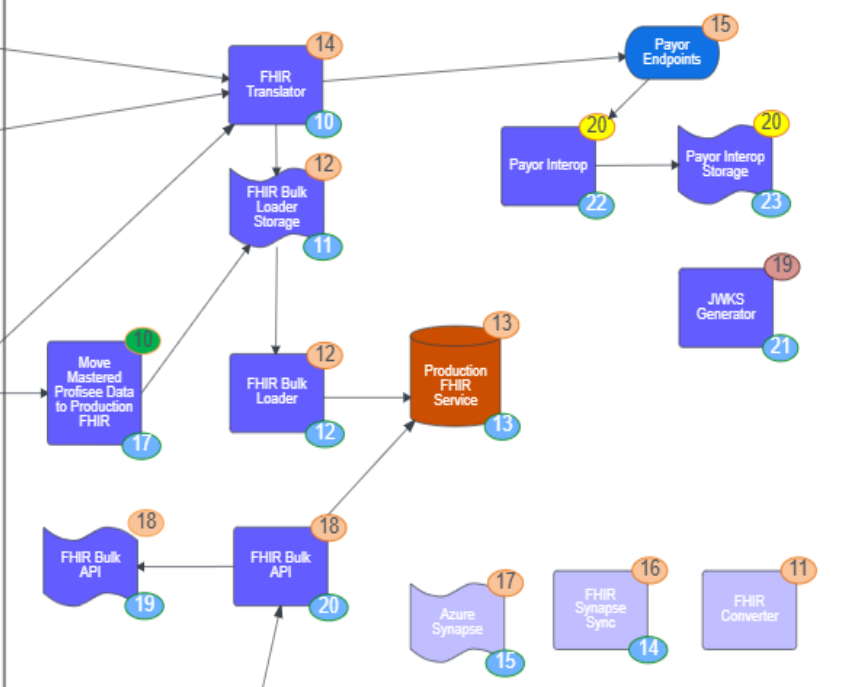 14
FHIR
Translator
10
15
Payor
Endpoints
20
Payor Interop
22
20
Payor Interop
Storage
23
12
FHIR Bulk
Loader
Storage
11
19
JWKS
Generator
21
10
Move
Mastered
Profisee Data
to Production
FHIR
17
12
FHIR Bulk
Loader
12
13
Production
FHIR
Service
13
18
FHIR Bulk
API
19
18
FHIR Bulk
API
20
17
Azure
Synapse
15
16
FHIR
Synapse
Sync
14
11
FHIR
Converter